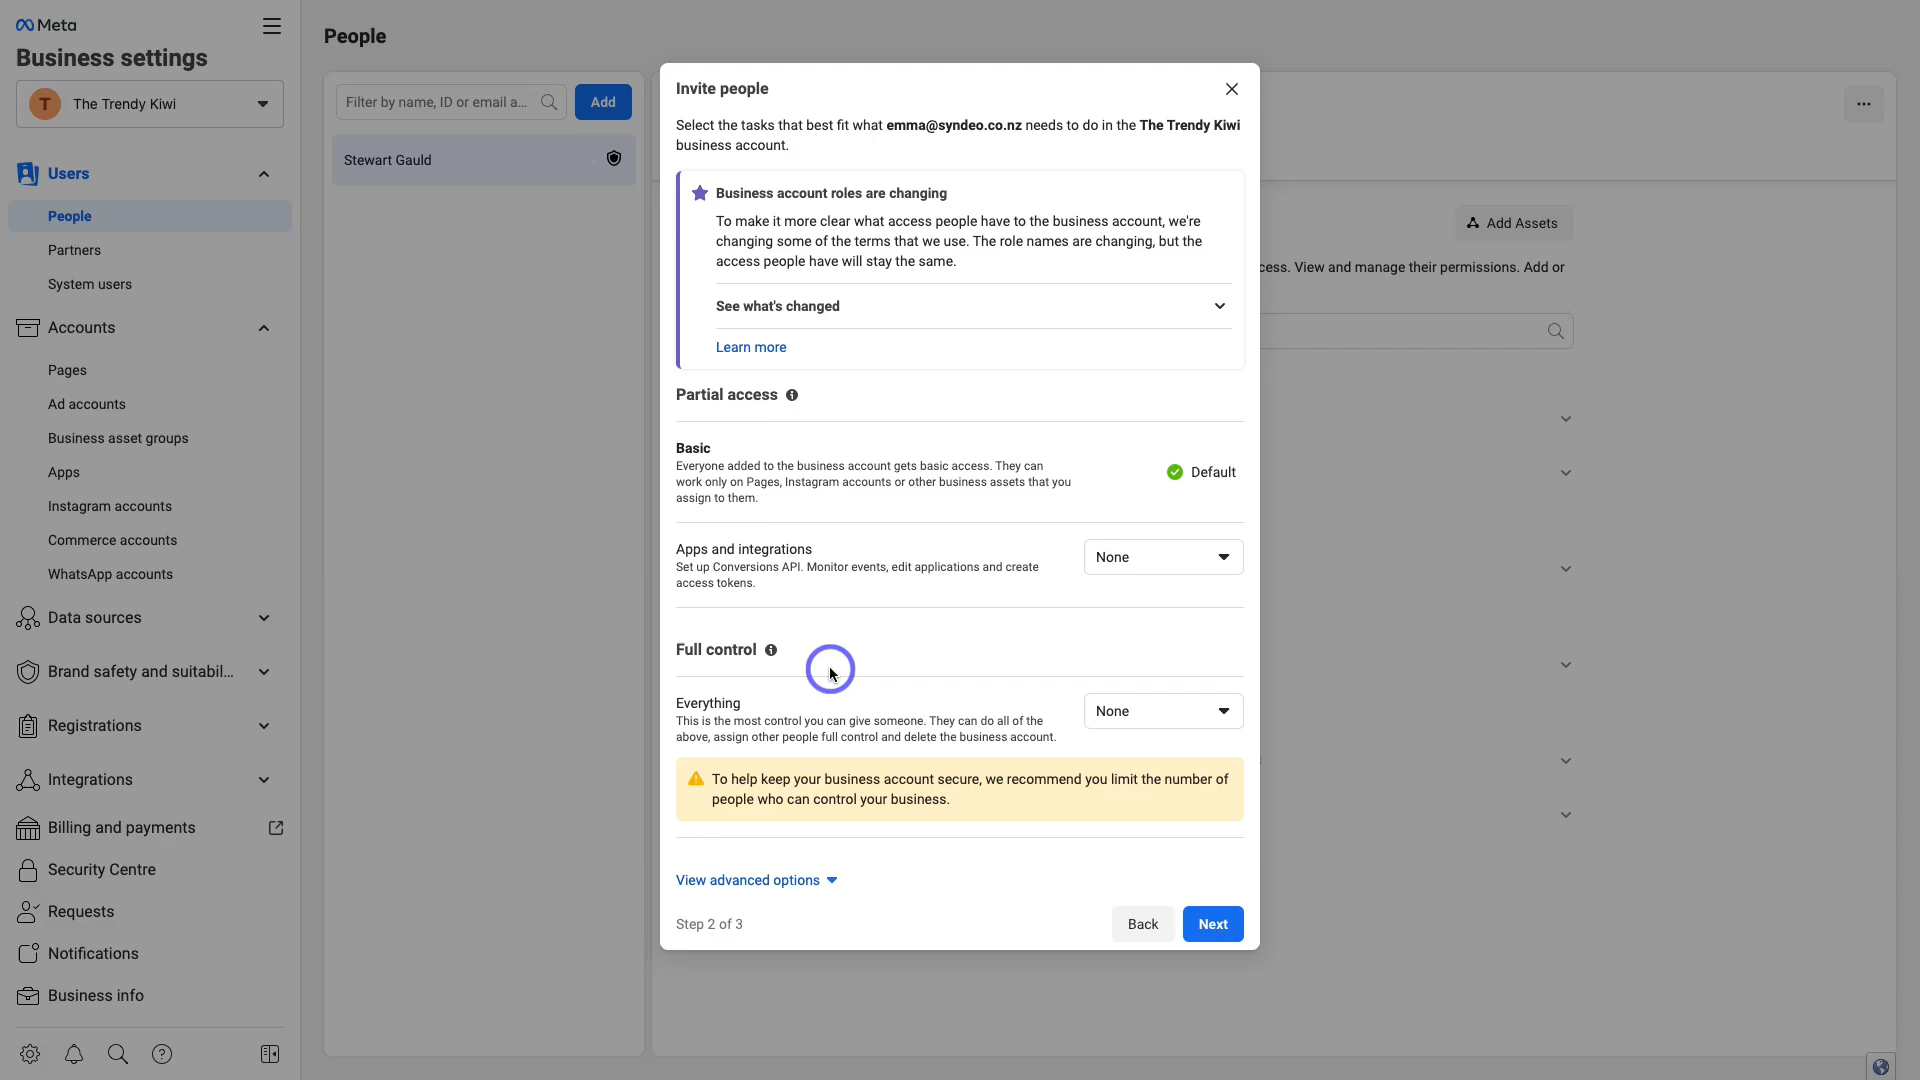 Meta
Business settings
T
The Trendy Kiwi
Users
People
Partners
System users
Accounts
Pages
Ad accounts
Business asset groups
Apps
Instagram accounts
Commerce accounts
WhatsApp accounts
Data sources
Brand safety and suitabil...
Registrations
Integrations
Billing and payments
Security Centre
Requests
Notifications
Business info
People
Filter by name, ID or email a...
Add
Stewart Gauld
Invite people
Select the tasks that best fit what emma@syndeo.co.nz needs to do in the The Trendy Kiwi
business account.
Business account roles are changing
To make it more clear what access people have to the business account, we're
changing some of the terms that we use. The role names are changing, but the
access people have will stay the same.
See what's changed
Learn more
Partial access
Basic
Everyone added to the business account gets basic access. They can
work only on Pages, Instagram accounts or other business assets that you
assign to them.
Default
Apps and integrations
Set up Conversions API. Monitor events, edit applications and create
access tokens.
None
Full control
Everything
This is the most control you can give someone. They can do all of the
above, assign other people full control and delete the business account.
None
To help keep your business account secure, we recommend you limit the number of
people who can control your business.
View advanced options
Step 2 of 3
Back
Next
Add Assets
cess. View and manage their permissions. Add or